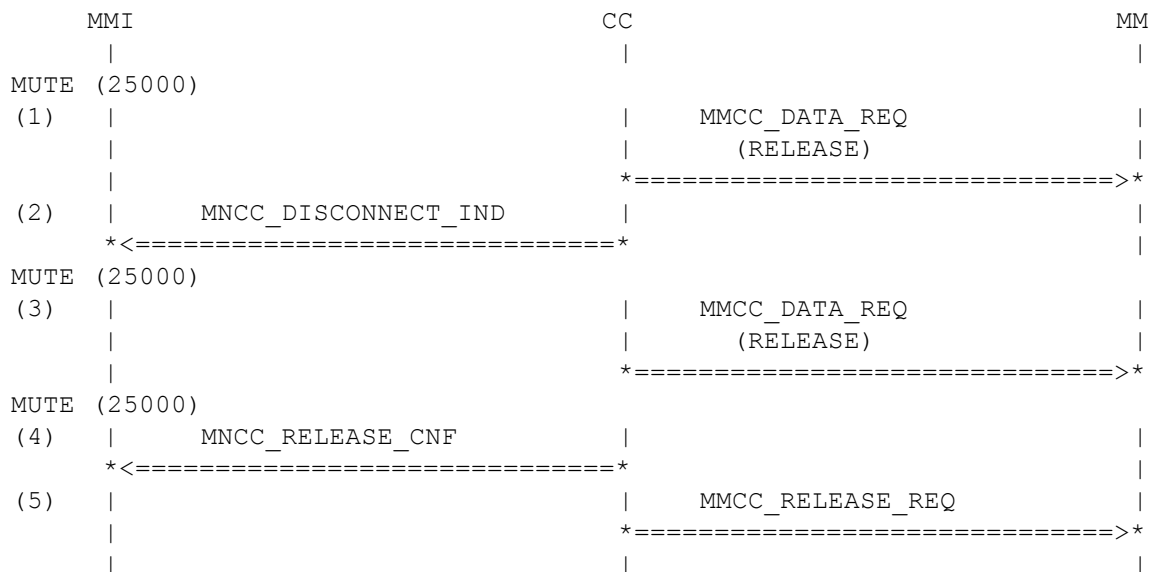 MMI CC MM
| | |
MUTE (25000)
(1) | | MMCC_DATA_REQ |
| | (RELEASE) |
| *==============================>*
(2) | MNCC_DISCONNECT_IND | |
*<==============================* |
MUTE (25000)
(3) | | MMCC_DATA_REQ |
| | (RELEASE) |
| *==============================>*
MUTE (25000)
(4) | MNCC_RELEASE_CNF | |
*<==============================* |
(5) | | MMCC_RELEASE_REQ |
| *==============================>*
| | |